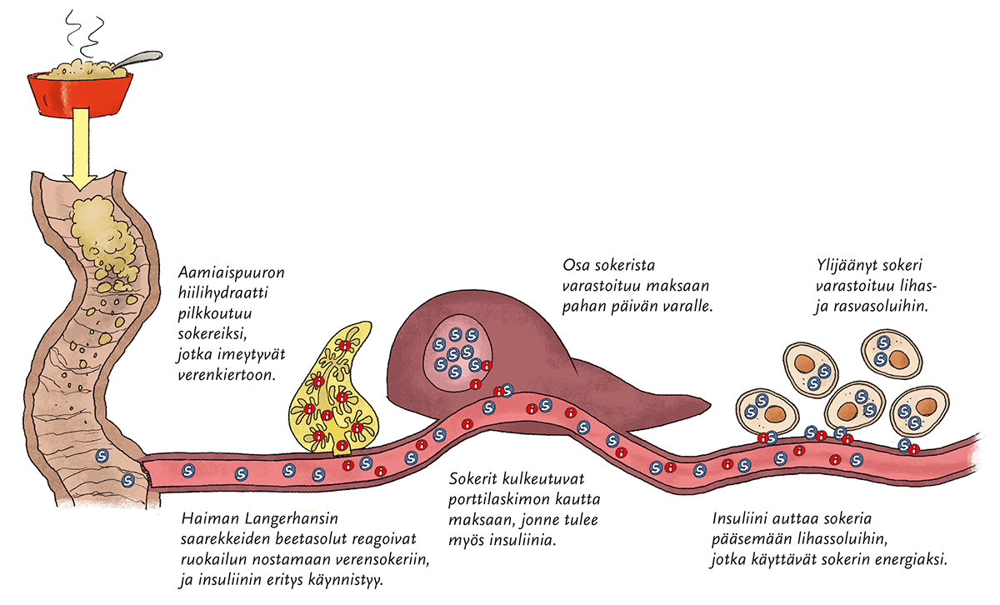 Aamiaispuuron
hiilihydraatti
pilkkoutuu
sokereiksi,
jotka imeytyvät
verenkiertoon.
Haiman Langerhansin
saarekkeiden beetasolut reagoivat
ruokailun nostamaan verensokeriin,
ja insuliinin eritys käynnistyy.
Sokerit kulkeutuvat
porttilaskimon kautta
maksaan, jonne tulee
myös insuliinia.
Osa sokerista
varastoituu maksaan
pahan päivän varalle.
Insuliini auttaa sokeria
pääsemään lihassoluihin,
jotka käyttävät sokerin energiaksi.
Ylijäänyt sokeri
varastoituu lihas-
ja rasvasoluihin.